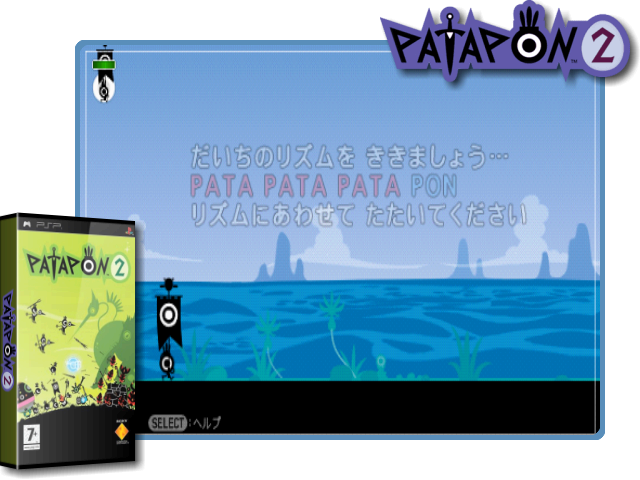 PATAPON 2
だいちのリズムを ききましょう…
PATA PATA PATA PON
リズムにあわせて たたいてください
PSP
PATAPON 2
PATAPON 2
7+
SONY
SELECT:ヘルプ